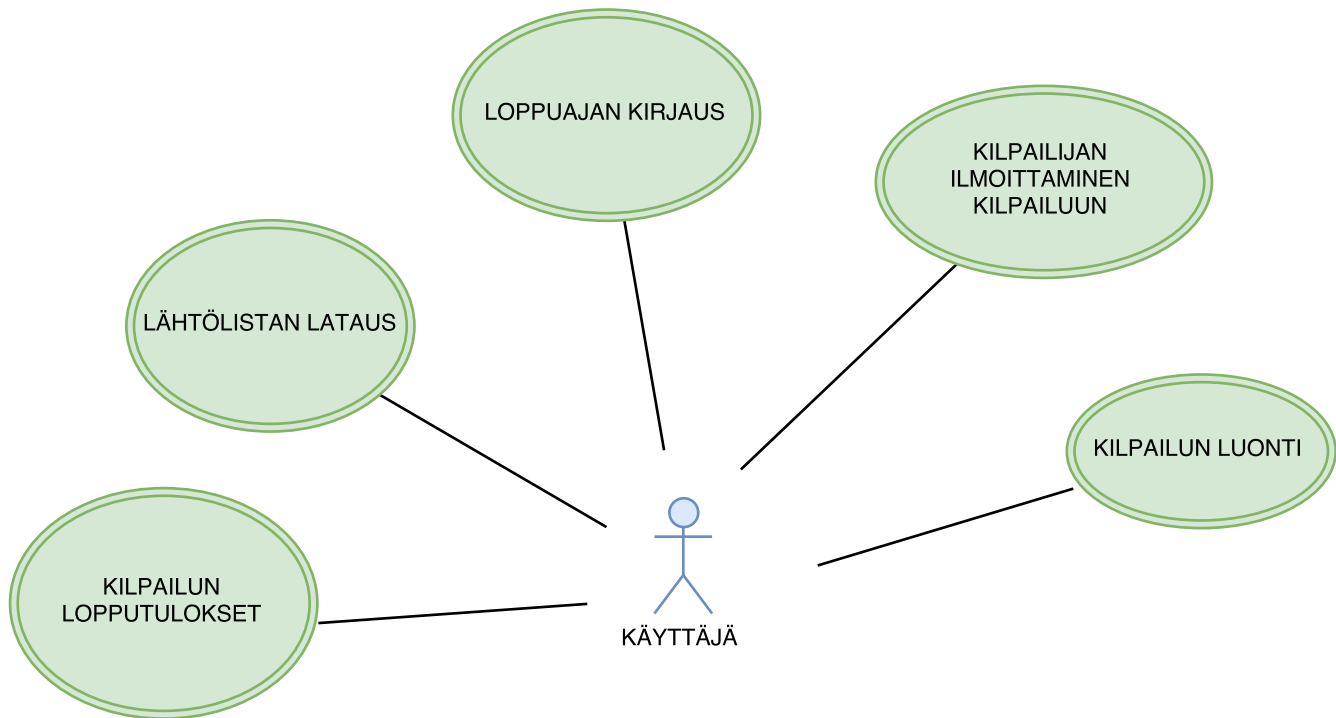 LOPPUAJAN KIRJAUS
KILPAILIJAN
ILMOITTAMINEN
KILPAILUUN
LÄHTÖLISTAN LATAUS
KILPAILUN LUONTI
KILPAILUN
LOPPUTULOKSET
KÄYTTÄJÄ